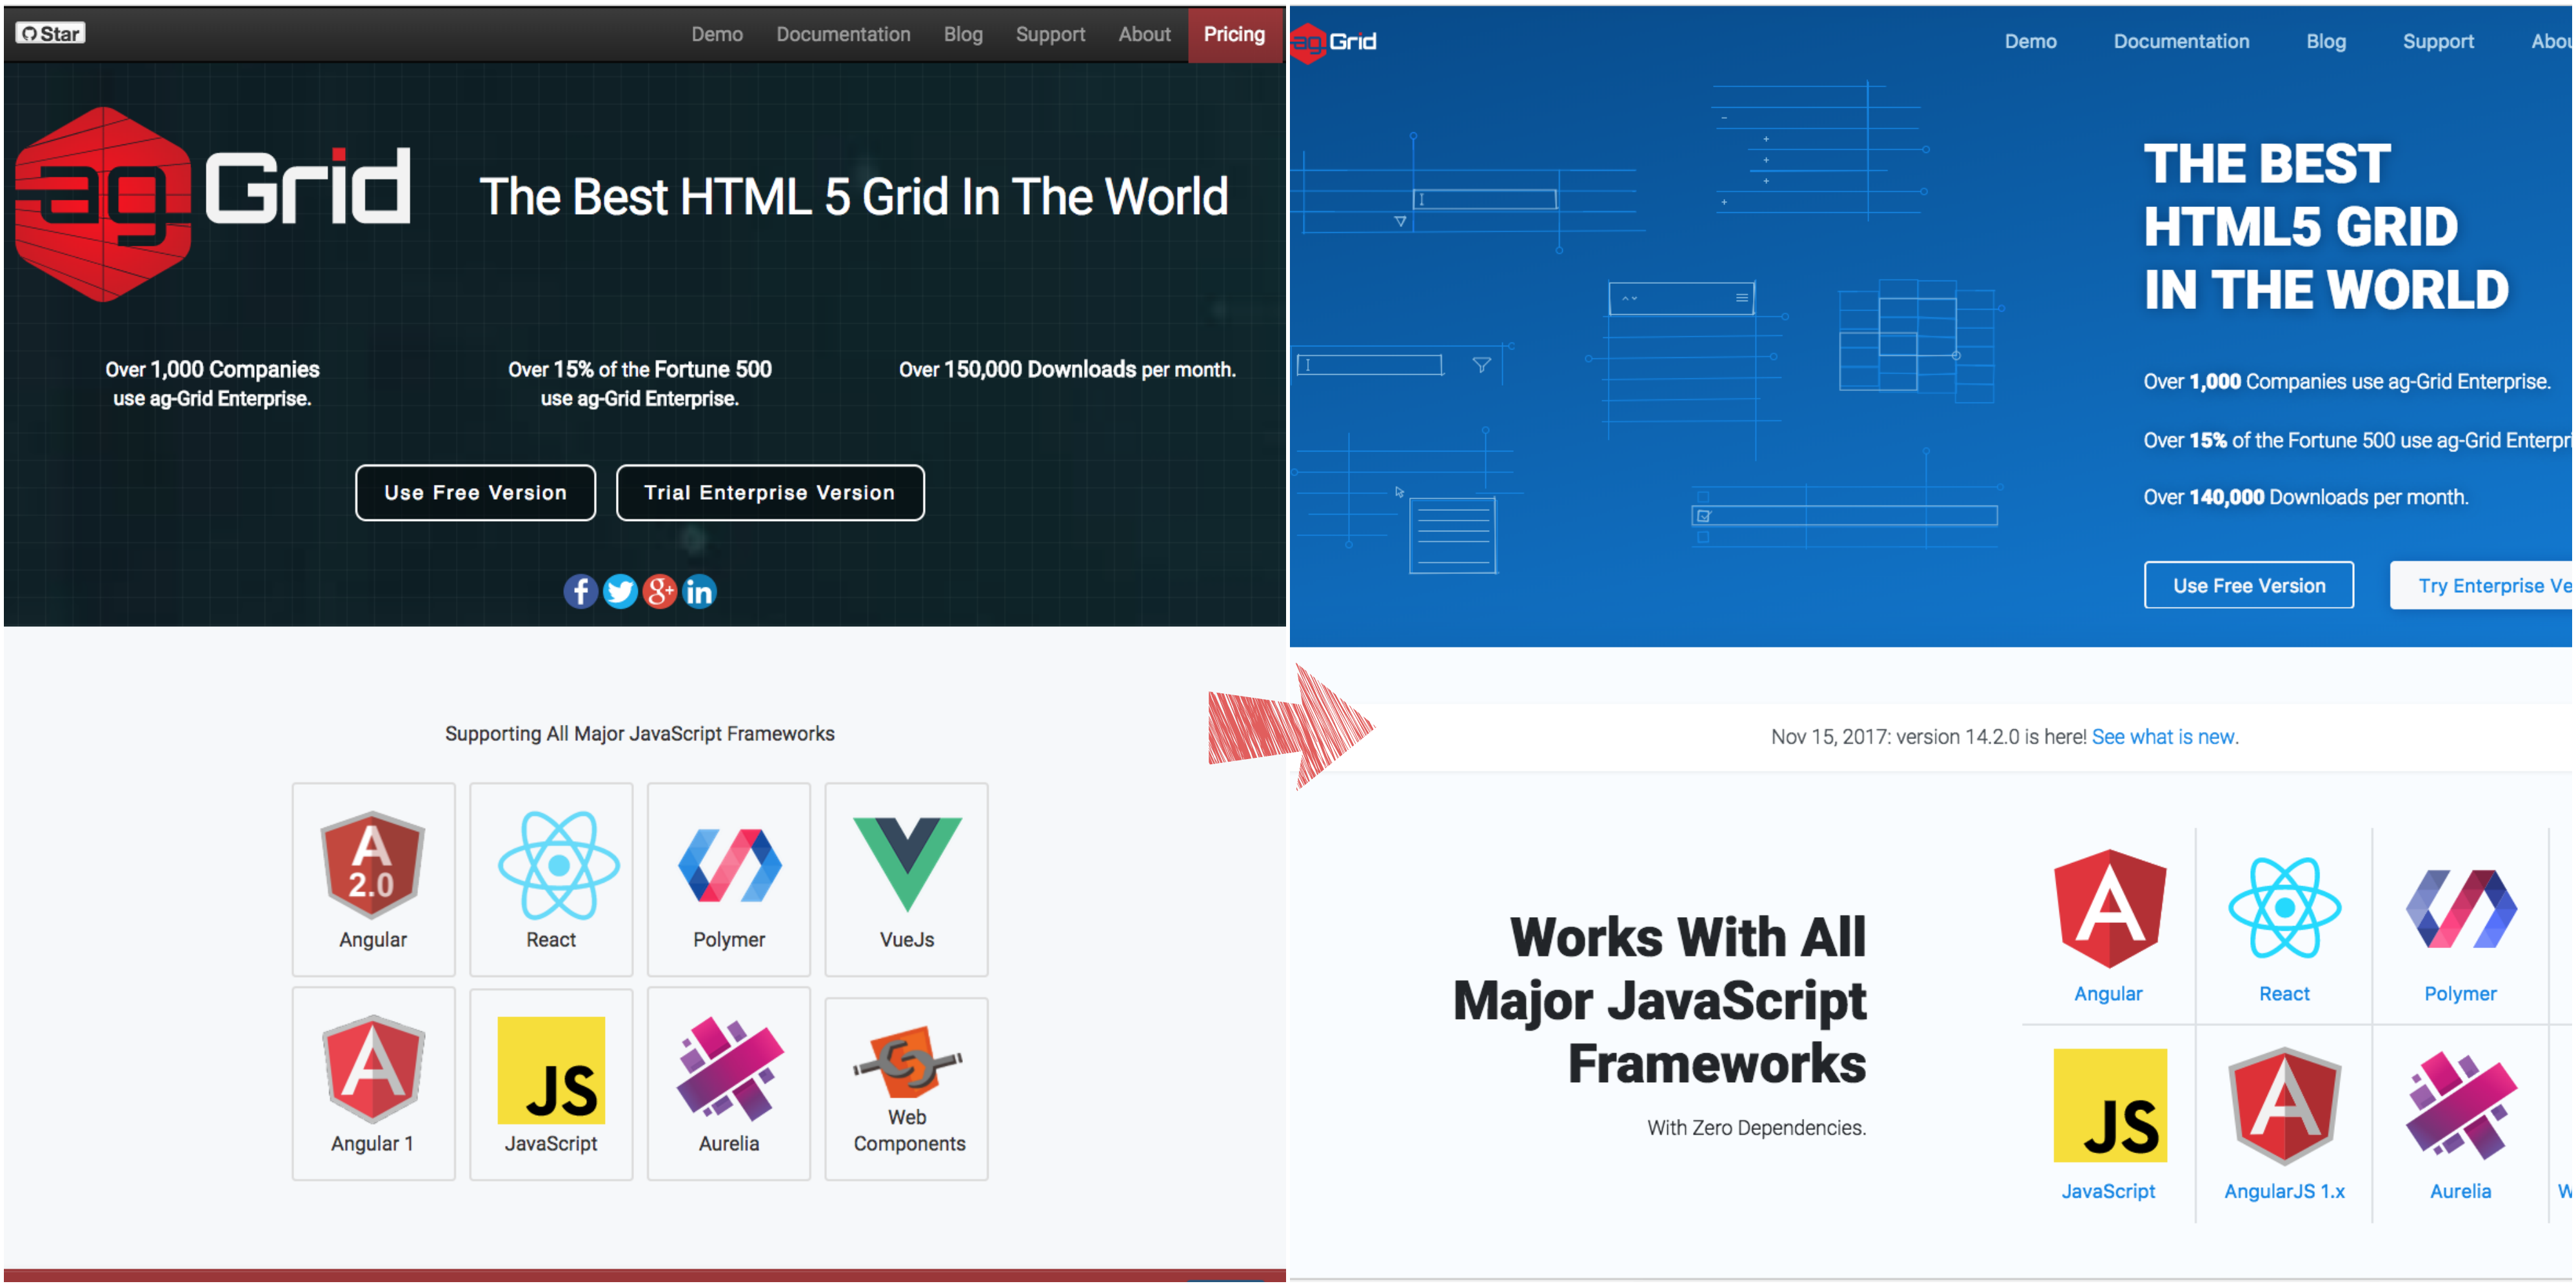 Star
Demo Documentation Blog Support About Pricing
ag Grid
The Best HTML 5 Grid In The World
Over 1,000 Companies
use ag-Grid Enterprise.
Over 15% of the Fortune 500
use ag-Grid Enterprise.
Over 150,000 Downloads per month.
Use Free Version
Trial Enterprise Version
f g+ in
Supporting All Major JavaScript Frameworks
A 2.0
Angular
React
Polymer
VueJs
A
Angular 1
JS
JavaScript
Aurelia
Web
Components
ag Grid
Demo Documentation Blog Support Abou
THE BEST
HTML5 GRID
IN THE WORLD
Over 1,000 Companies use ag-Grid Enterprise.
Over 15% of the Fortune 500 use ag-Grid Enterpri
Over 140,000 Downloads per month.
Use Free Version
Try Enterprise Ve
Nov 15, 2017: version 14.2.0 is here! See what is new.
Works With All
Major JavaScript
Frameworks
With Zero Dependencies.
A
Angular
React
Polymer
JS
JavaScript
A
AngularJS 1.x
Aurelia
W